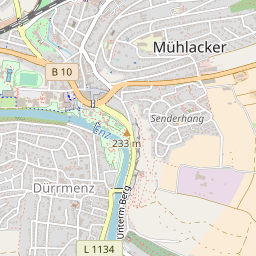 Mühlacker
B 10
Senderhang
Enz
233 m
Dürrmenz
Unterm Berg
L 1134